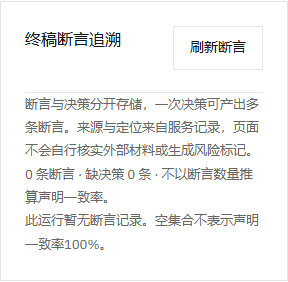 终稿断言追溯
刷新断言
断言与决策分开存储，一次决策可产出多
条断言。来源与定位来自服务记录，页面
不会自行核实外部材料或生成风险标记。
0 条断言 · 缺决策 0 条 · 不以断言数量推
算声明一致率。
此运行暂无断言记录。空集合不表示声明
一致率100%。